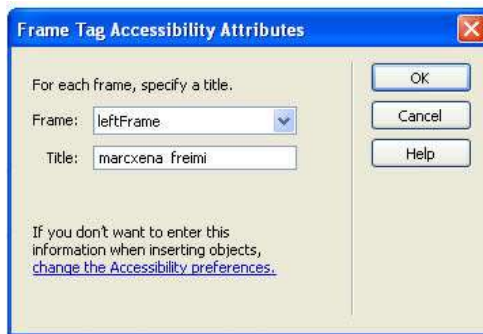 Frame Tag Accessibility Attributes
For each frame, specify a title.
Frame: leftFrame
Title: marcxena freimi
If you don't want to enter this
information when inserting objects,
change the Accessibility preferences.
OK
Cancel
Help